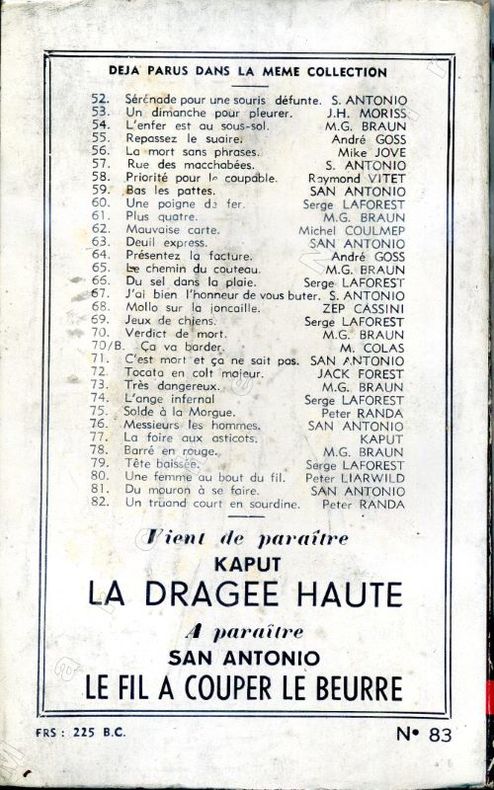 DEJA PARUS DANS LA MEME COLLECTION
52. Sérénade pour une souris défunte. S. ANTONIO
53. Un dimanche pour pleurer. J.H. MORISS
54. L'enfer est au sous-sol. M.G. BRAUN
55. Repassez le suaire. André GOSS
56. La mort sans phrases. Mike JOVE
57. Rue des macchabées. S. ANTONIO
58. Priorité pour le coupable. Raymond VITET
59. Bas les pattes. SAN ANTONIO
60. Une poigne de fer. Serge LAFOREST
61. Plus quatre. M.G. BRAUN
62. Mauvaise carte. Michel COULMEP
63. Deuil express. SAN ANTONIO
64. Présentez la facture. André GOSS
65. Le chemin du couteau. M.G. BRAUN
66. Du sel dans la plaie. Serge LAFOREST
67. J'ai bien l'honneur de vous buter. S. ANTONIO
68. Mollo sur la joncaille. ZEP CASSINI
69. Jeux de chiens. Serge LAFOREST
70. Verdict de mort. M.G. BRAUN
70/B. Ça va barder. M. COLAS
71. C'est mort et ça ne sait pas. SAN ANTONIO
72. Tocata en colt majeur. JACK FOREST
73. Très dangereux. M.G. BRAUN
74. L'ange infernal Serge LAFOREST
75. Solde à la Morgue. Peter RANDA
76. Messieurs les hommes. SAN ANTONIO
77. La foire aux asticots. KAPUT
78. Barré en rouge. M.G. BRAUN
79. Tête baissée. Serge LAFOREST
80. Une femme au bout du fil. Peter LIARWILD
81. Du mouron à se faire. SAN ANTONIO
82. Un truand court en sourdine. Peter RANDA
Vient de paraître
KAPUT
LA DRAGEE HAUTE
A paraître
SAN ANTONIO
LE FIL A COUPER LE BEURRE
FRS : 225 B.C. N° 83